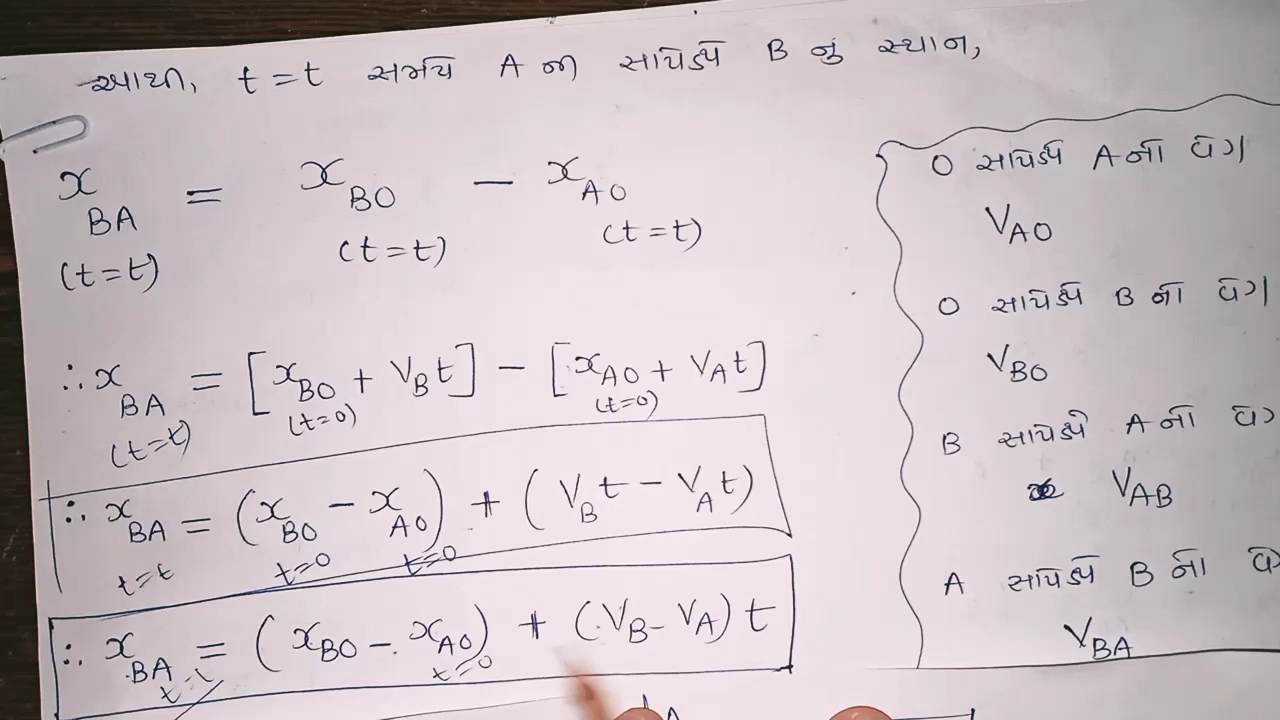 આથી, t = t સમયે A ની સાપેક્ષે B નું સ્થાન,
x_BA = x_BO − x_AO
(t=t) (t=t) (t=t)
∴ x_BA = [x_BO + V_B t] − [x_AO + V_A t]
(t=t) (t=0) (t=0)
∴ x_BA = (x_BO − x_AO) + (V_B t − V_A t)
t=t t=0 t=0
∴ x_BA = (x_BO − x_AO) + (V_B − V_A) t
t=t t=0
O સાપેક્ષે A નો વેગ
V_AO
O સાપેક્ષે B નો વેગ
V_BO
B સાપેક્ષે A નો વેગ
V_AB
A સાપેક્ષે B નો વે
V_BA